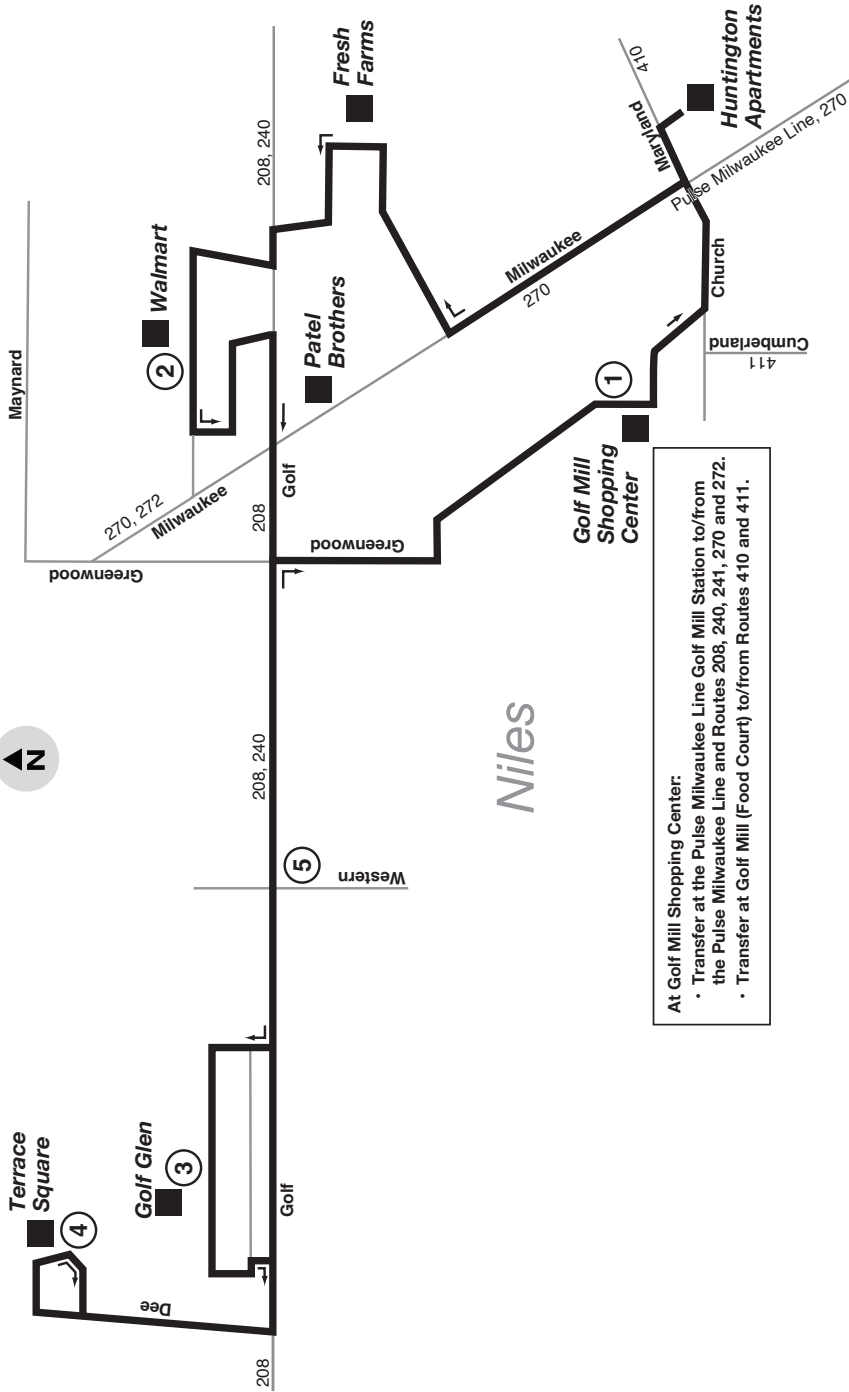 N
Terrace
Square
4
Golf Glen
3
Dee
208
Golf
5
Western
208, 240
Niles
Maynard
270, 272
Milwaukee
Greenwood
208
Golf
Greenwood
2
Walmart
Patel
Brothers
208, 240
Fresh
Farms
Milwaukee
270
Golf Mill
Shopping
Center
1
Church
Cumberland
411
Maryland
410
Huntington
Apartments
Pulse Milwaukee Line, 270
At Golf Mill Shopping Center:
• Transfer at the Pulse Milwaukee Line Golf Mill Station to/from
the Pulse Milwaukee Line and Routes 208, 240, 241, 270 and 272.
• Transfer at Golf Mill (Food Court) to/from Routes 410 and 411.